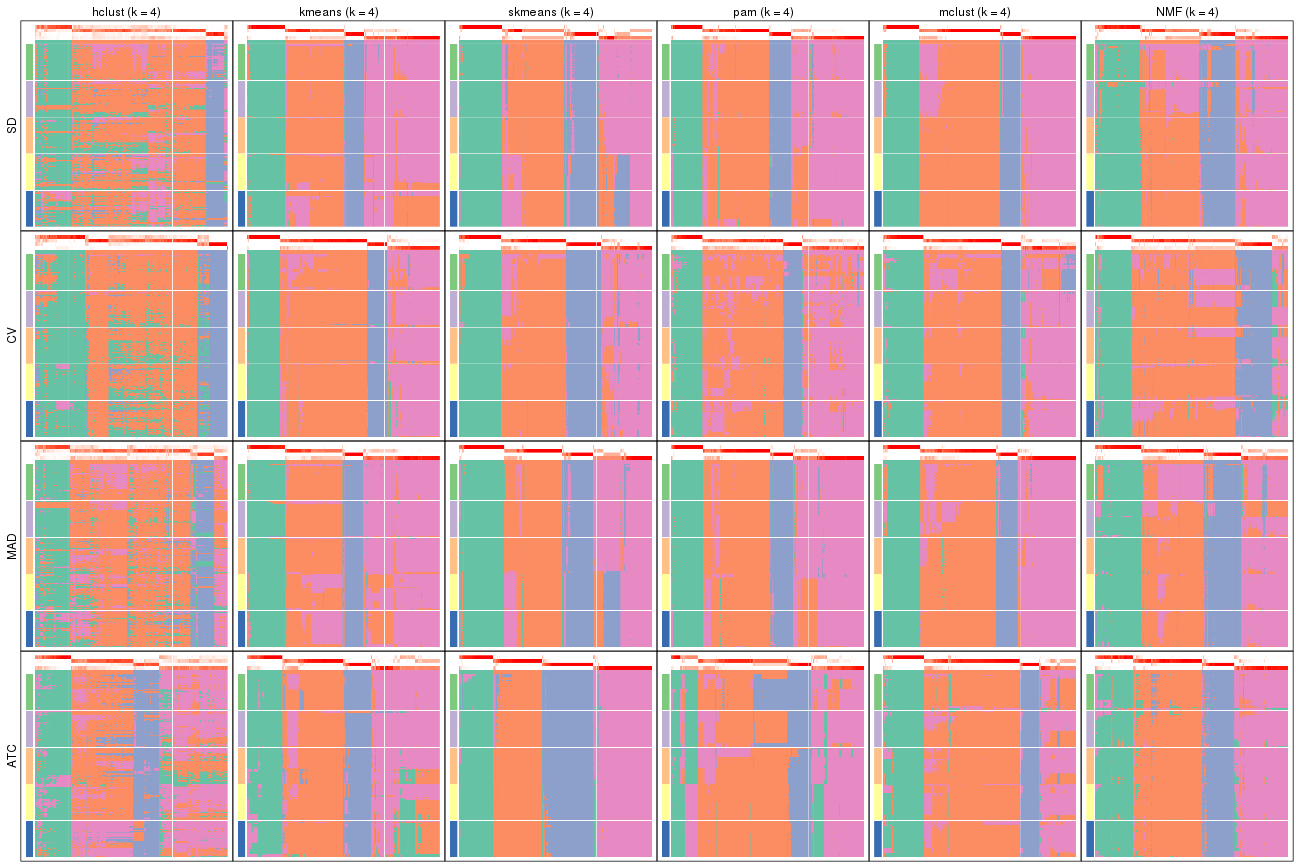 hclust (k = 4) kmeans (k = 4) skmeans (k = 4) pam (k = 4) mclust (k = 4) NMF (k = 4)
SD
CV
MAD
ATC